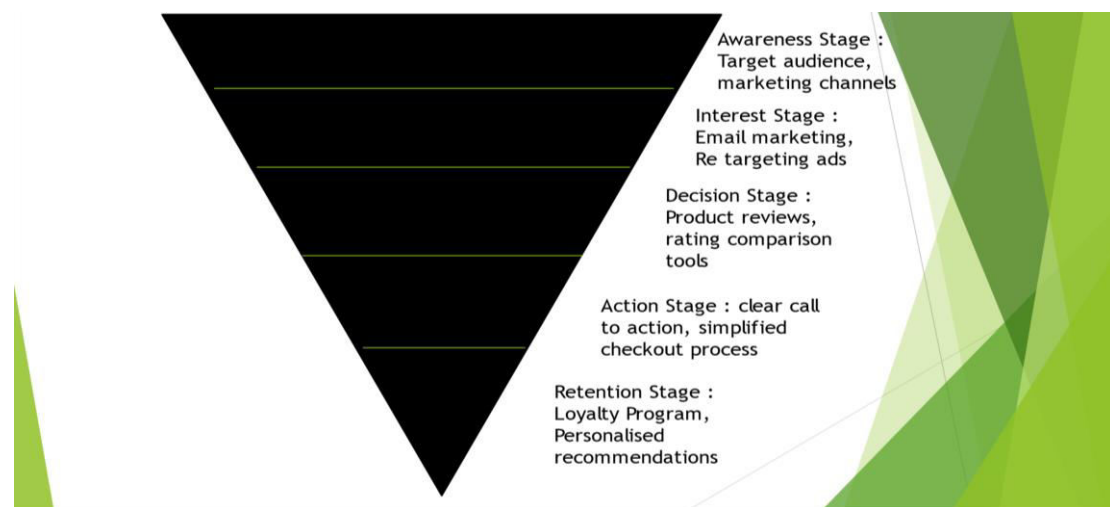 Awareness Stage :
Target audience,
marketing channels
Interest Stage :
Email marketing,
Re targeting ads
Decision Stage :
Product reviews,
rating comparison
tools
Action Stage : clear call
to action, simplified
checkout process
Retention Stage :
Loyalty Program,
Personalised
recommendations